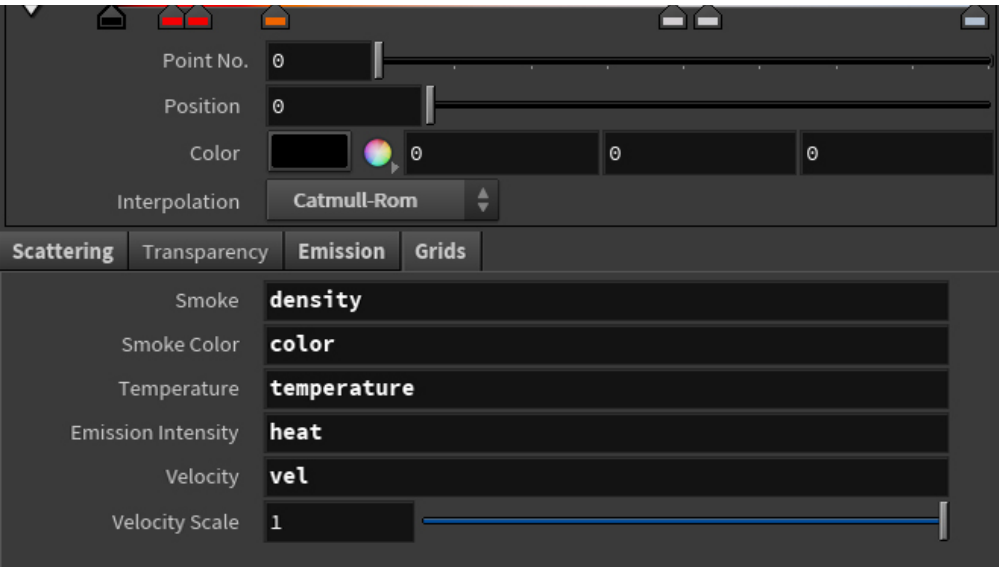 Point No. 0
Position 0
Color 0 0 0
Interpolation Catmull-Rom
Scattering Transparency Emission Grids
Smoke density
Smoke Color color
Temperature temperature
Emission Intensity heat
Velocity vel
Velocity Scale 1